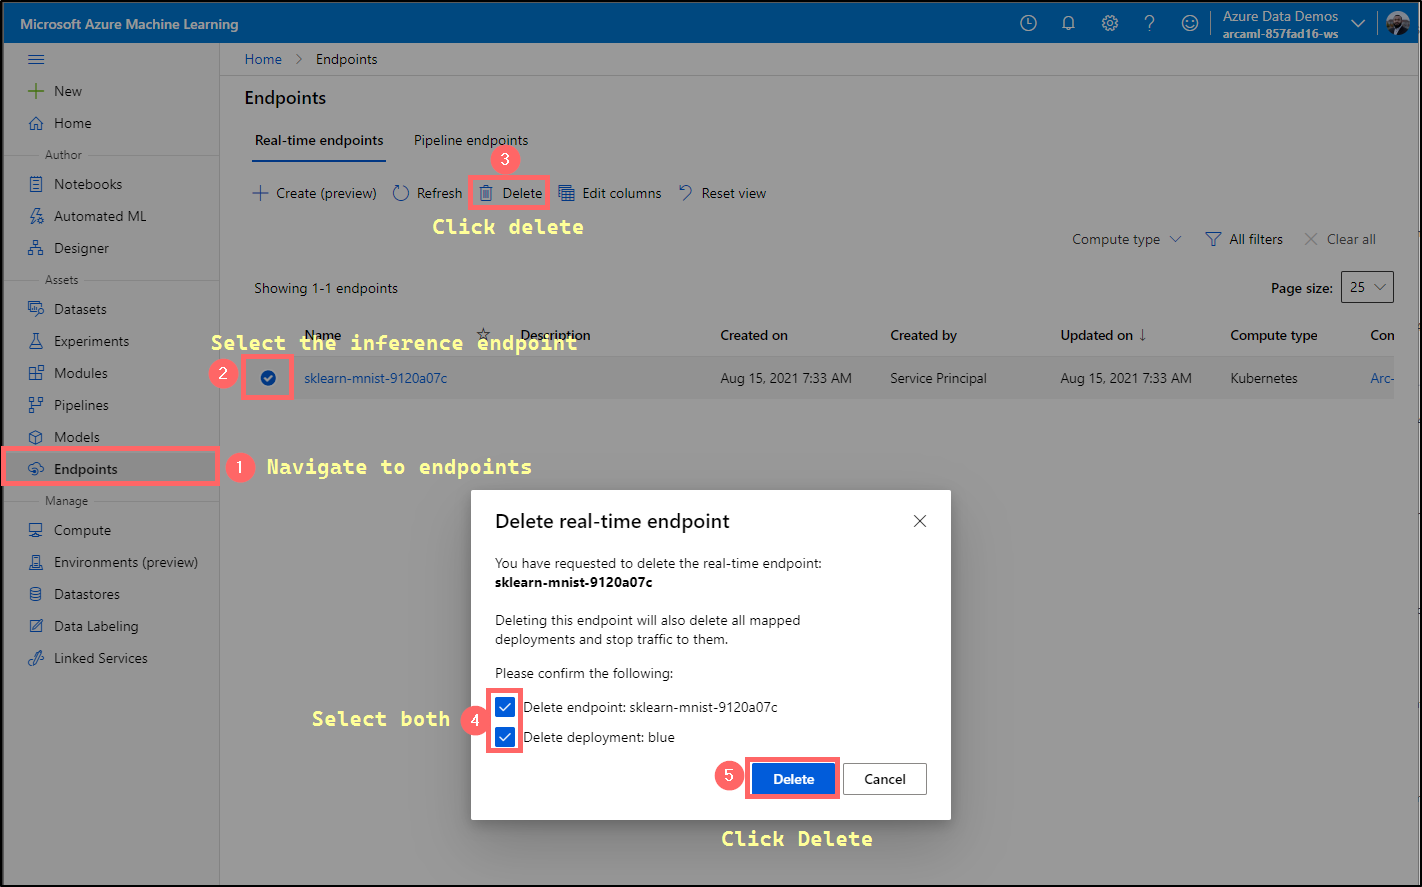 Microsoft Azure Machine Learning
Azure Data Demos
arcaml-857fad16-ws
New
Home
Author
Notebooks
Automated ML
Designer
Assets
Datasets
Experiments
Modules
Pipelines
Models
Endpoints
Manage
Compute
Environments (preview)
Datastores
Data Labeling
Linked Services
Home > Endpoints
Endpoints
Real-time endpoints Pipeline endpoints
3
Create (preview) Refresh Delete Edit columns Reset view
Click delete
Compute type All filters Clear all
Showing 1-1 endpoints Page size: 25
Name Description Created on Created by Updated on ↓ Compute type Con
Select the inference endpoint
2
sklearn-mnist-9120a07c Aug 15, 2021 7:33 AM Service Principal Aug 15, 2021 7:33 AM Kubernetes Arc-
1 Navigate to endpoints
Delete real-time endpoint
You have requested to delete the real-time endpoint:
sklearn-mnist-9120a07c
Deleting this endpoint will also delete all mapped
deployments and stop traffic to them.
Please confirm the following:
Delete endpoint: sklearn-mnist-9120a07c
Select both 4
Delete deployment: blue
5 Delete Cancel
Click Delete